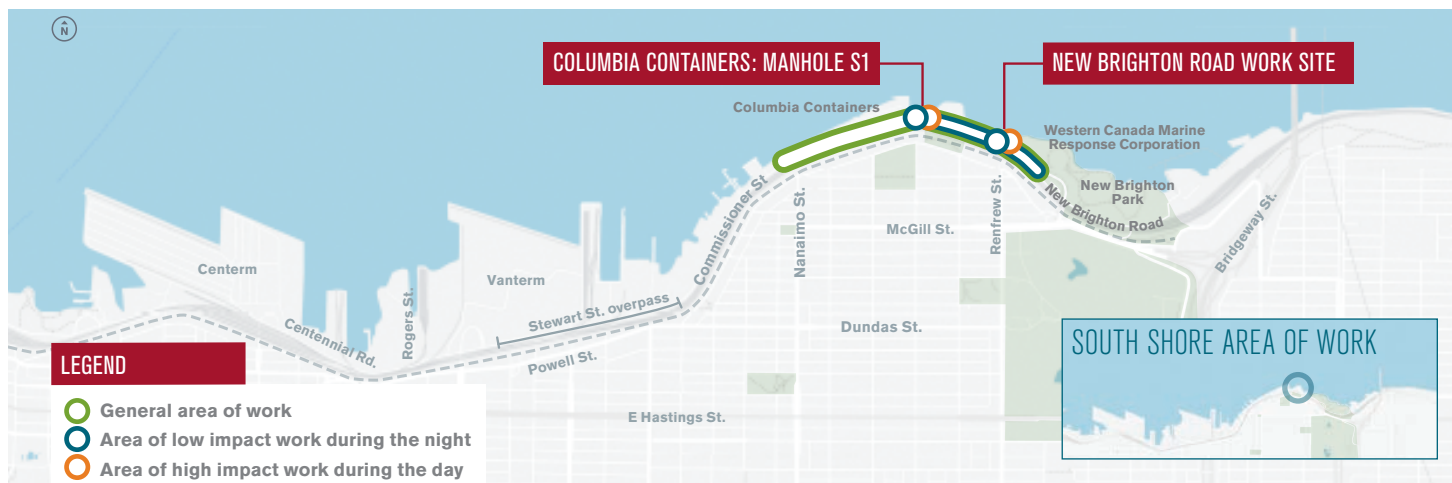 N
COLUMBIA CONTAINERS: MANHOLE S1
NEW BRIGHTON ROAD WORK SITE
Columbia Containers
Western Canada Marine
Response Corporation
New Brighton
Park
New Brighton Road
Commissioner St
Nanaimo St.
McGill St.
Renfrew St.
Bridgeway St.
Centerm
Vanterm
Rogers St.
Stewart St. overpass
Centennial Rd.
Powell St.
Dundas St.
E Hastings St.
LEGEND
General area of work
Area of low impact work during the night
Area of high impact work during the day
SOUTH SHORE AREA OF WORK